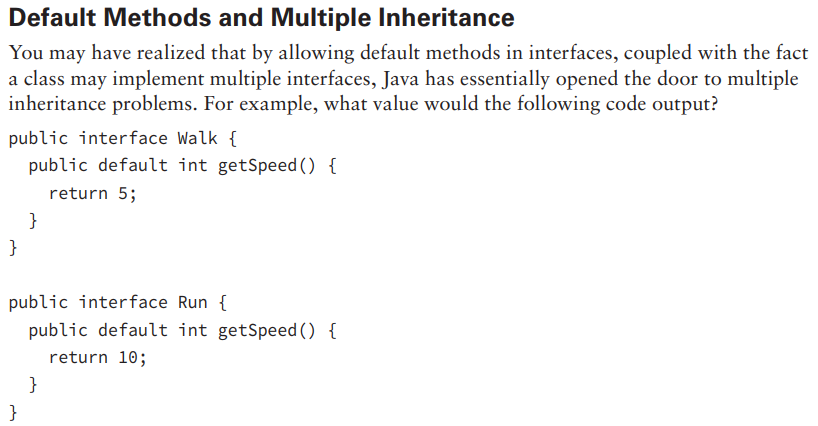 Default Methods and Multiple Inheritance
You may have realized that by allowing default methods in interfaces, coupled with the fact
a class may implement multiple interfaces, Java has essentially opened the door to multiple
inheritance problems. For example, what value would the following code output?
public interface Walk {
  public default int getSpeed() {
    return 5;
  }
}

public interface Run {
  public default int getSpeed() {
    return 10;
  }
}